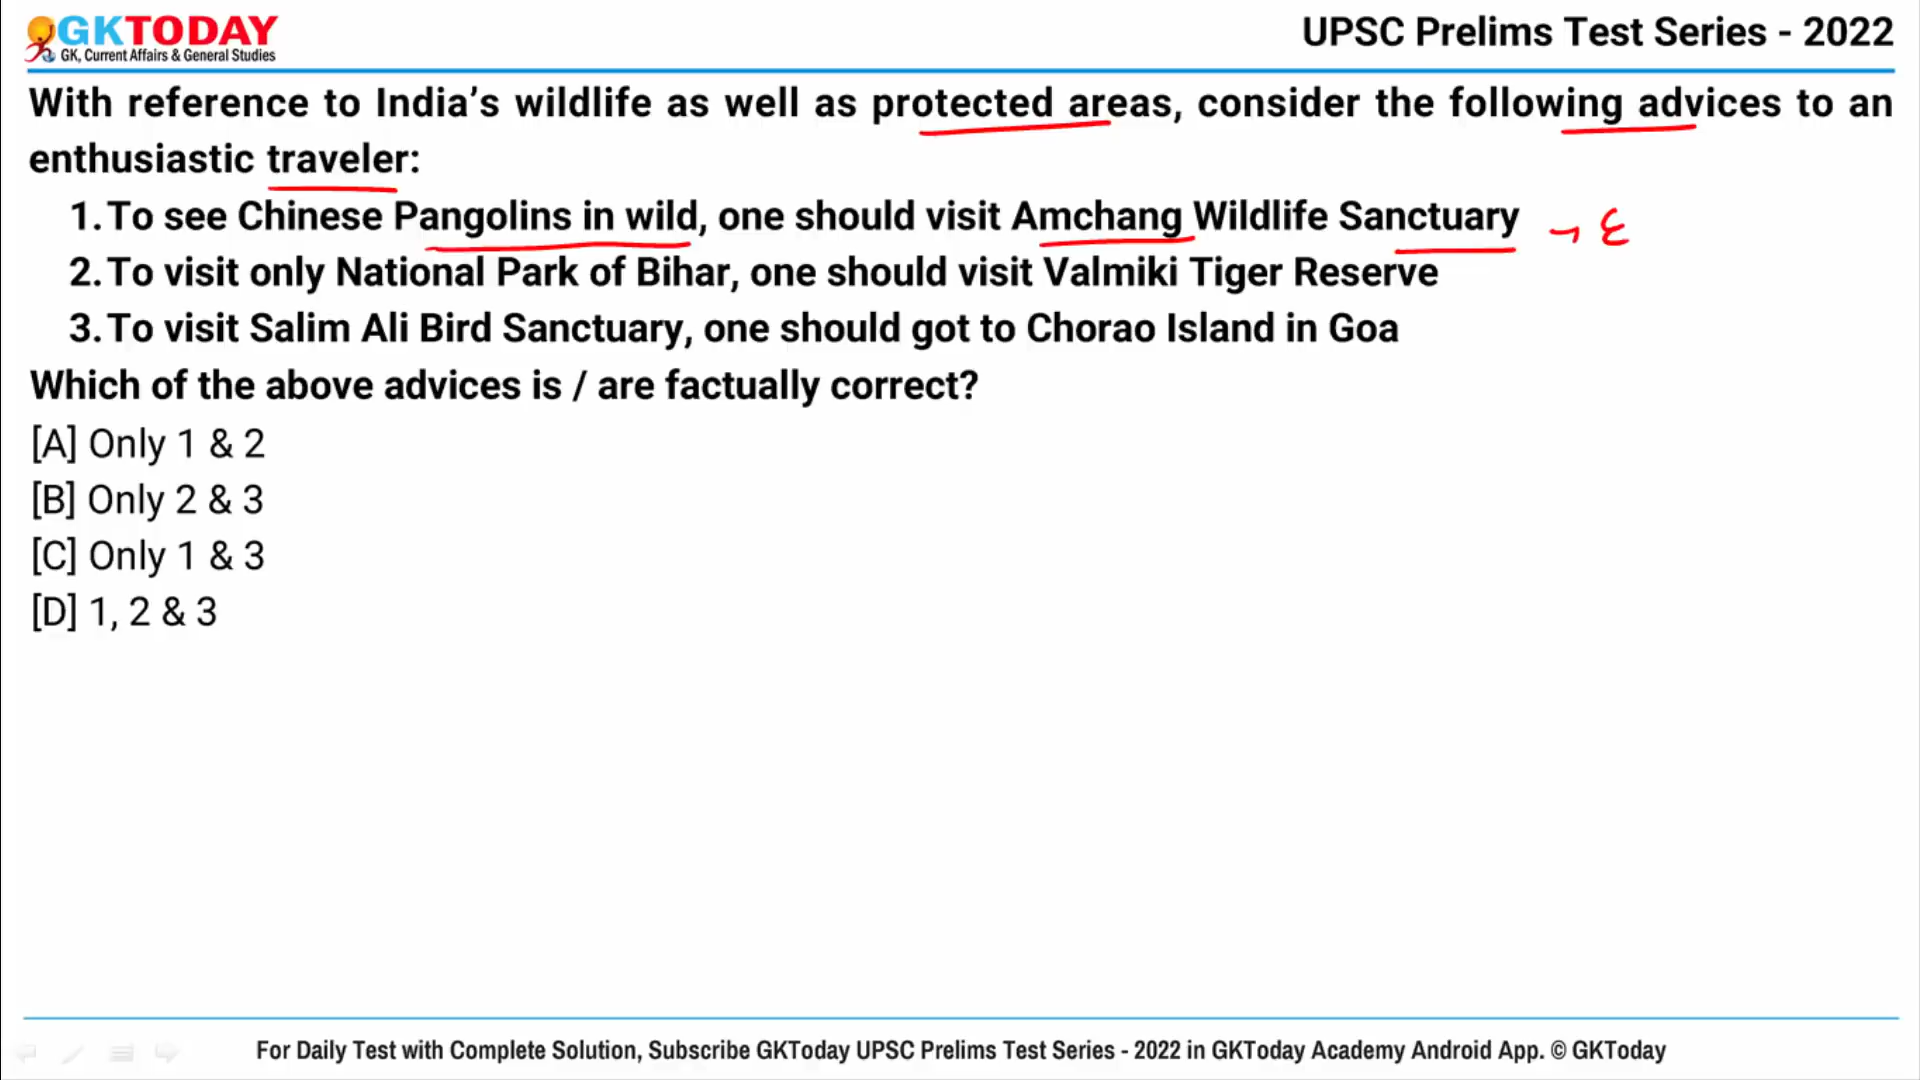 GKTODAY
GK, Current Affairs & General Studies
UPSC Prelims Test Series - 2022
With reference to India’s wildlife as well as protected areas, consider the following advices to an
enthusiastic traveler:
1.To see Chinese Pangolins in wild, one should visit Amchang Wildlife Sanctuary
2.To visit only National Park of Bihar, one should visit Valmiki Tiger Reserve
3.To visit Salim Ali Bird Sanctuary, one should got to Chorao Island in Goa
Which of the above advices is / are factually correct?
[A] Only 1 & 2
[B] Only 2 & 3
[C] Only 1 & 3
[D] 1, 2 & 3
For Daily Test with Complete Solution, Subscribe GKToday UPSC Prelims Test Series - 2022 in GKToday Academy Android App. © GKToday